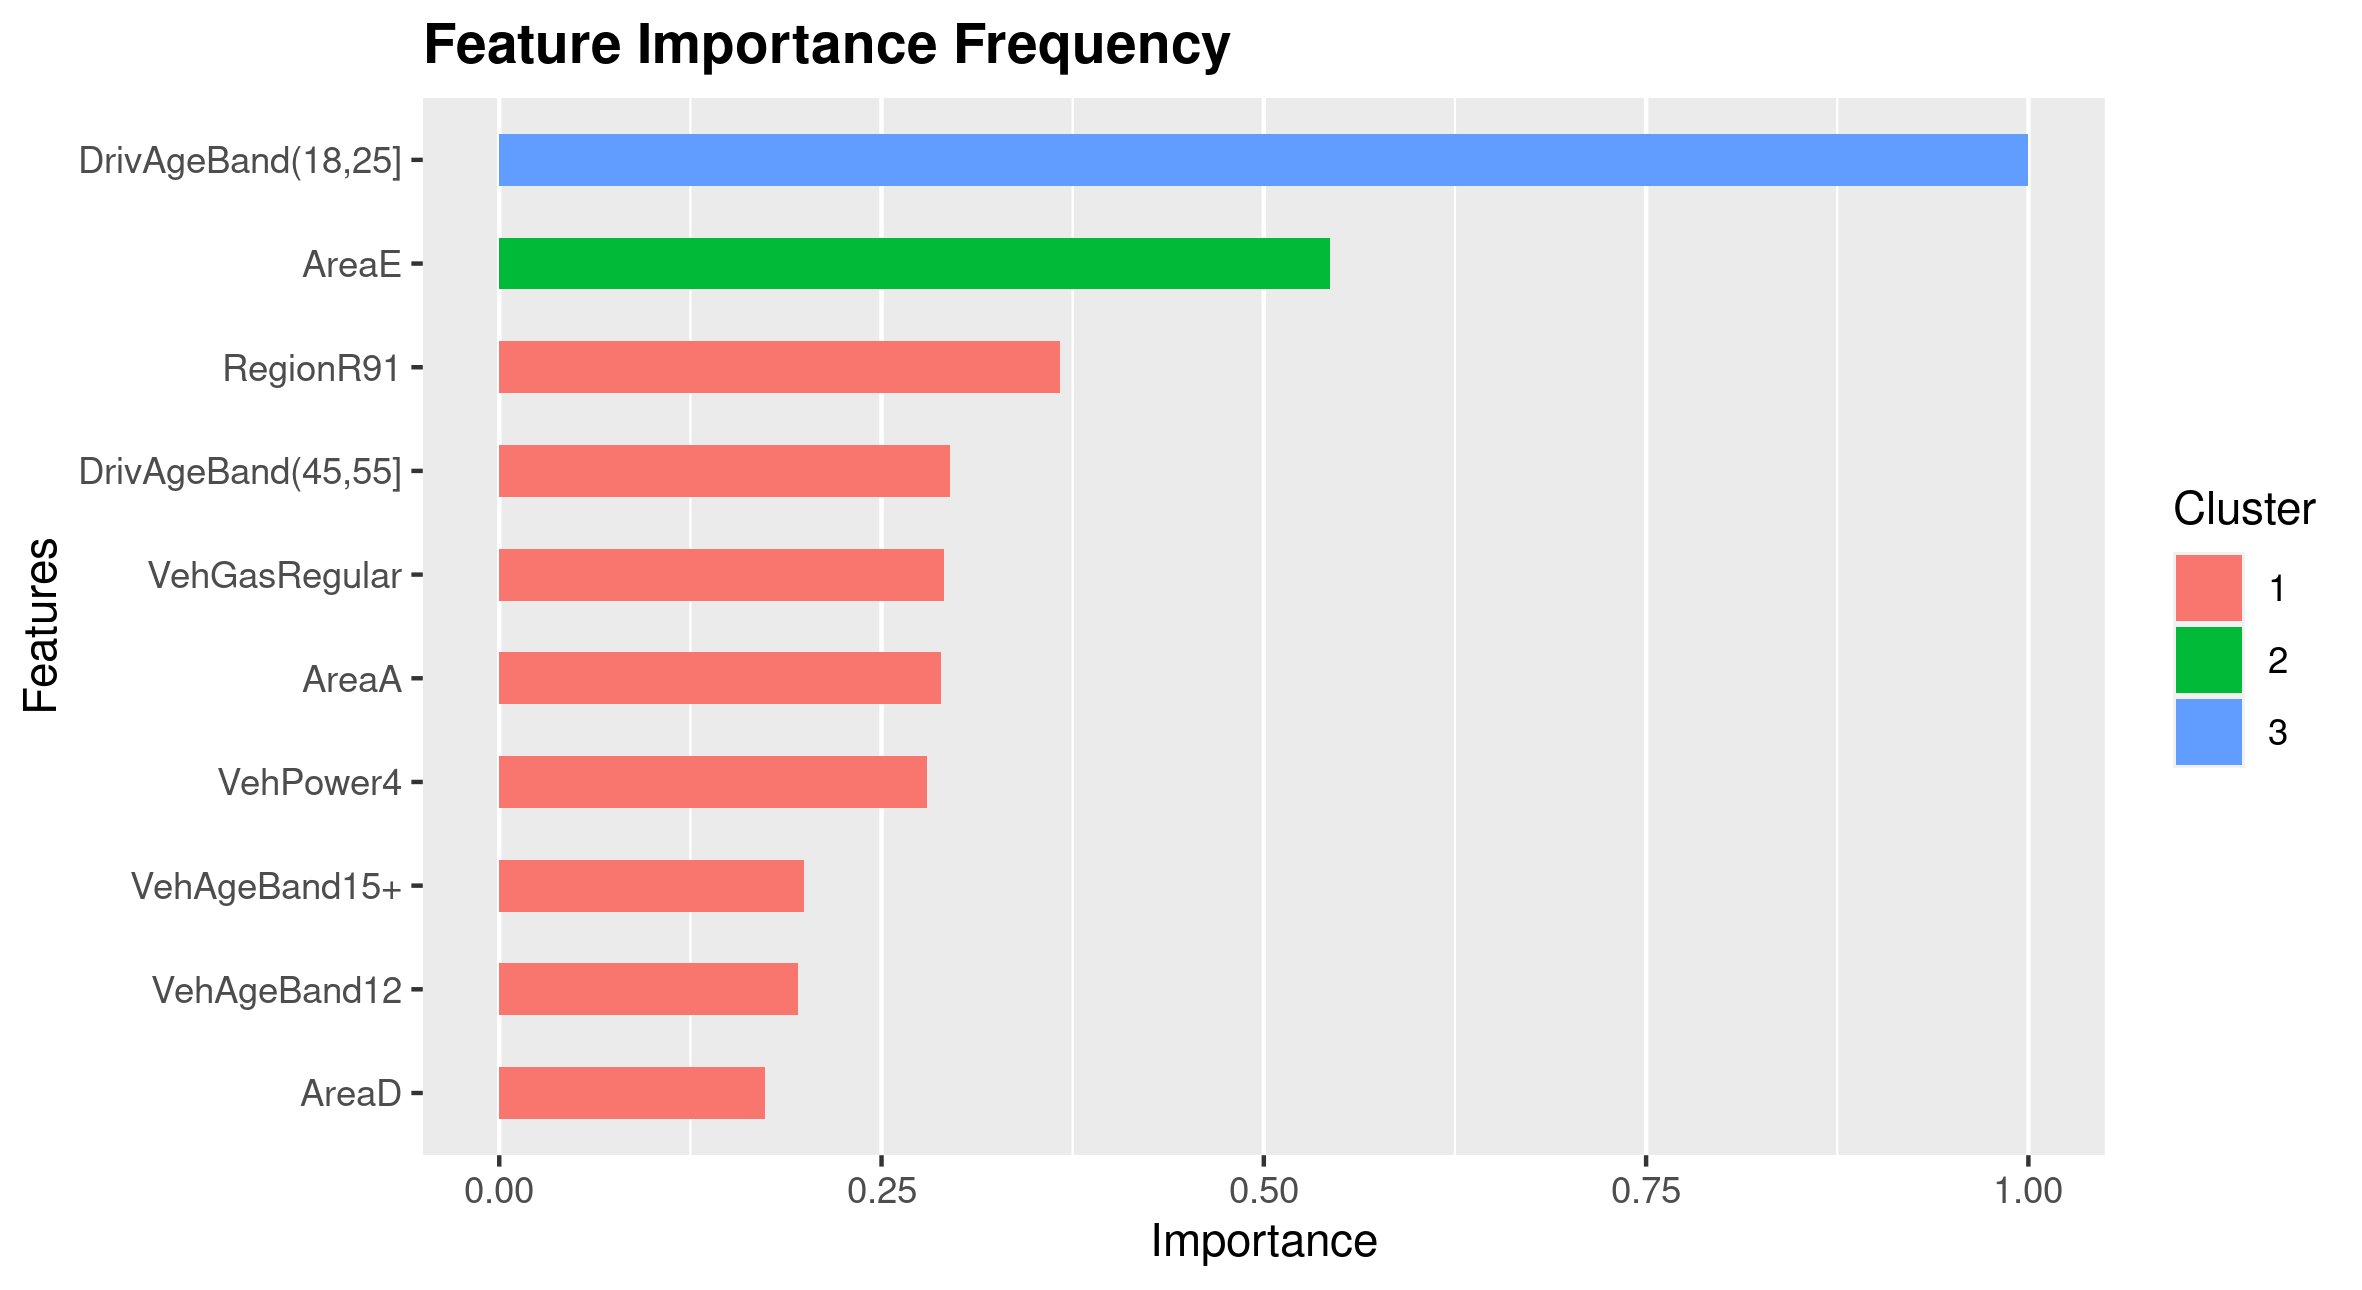 Feature Importance Frequency
Features
DrivAgeBand(18,25]
AreaE
RegionR91
DrivAgeBand(45,55]
VehGasRegular
AreaA
VehPower4
VehAgeBand15+
VehAgeBand12
AreaD
0.00 0.25 0.50 0.75 1.00
Importance
Cluster
1
2
3